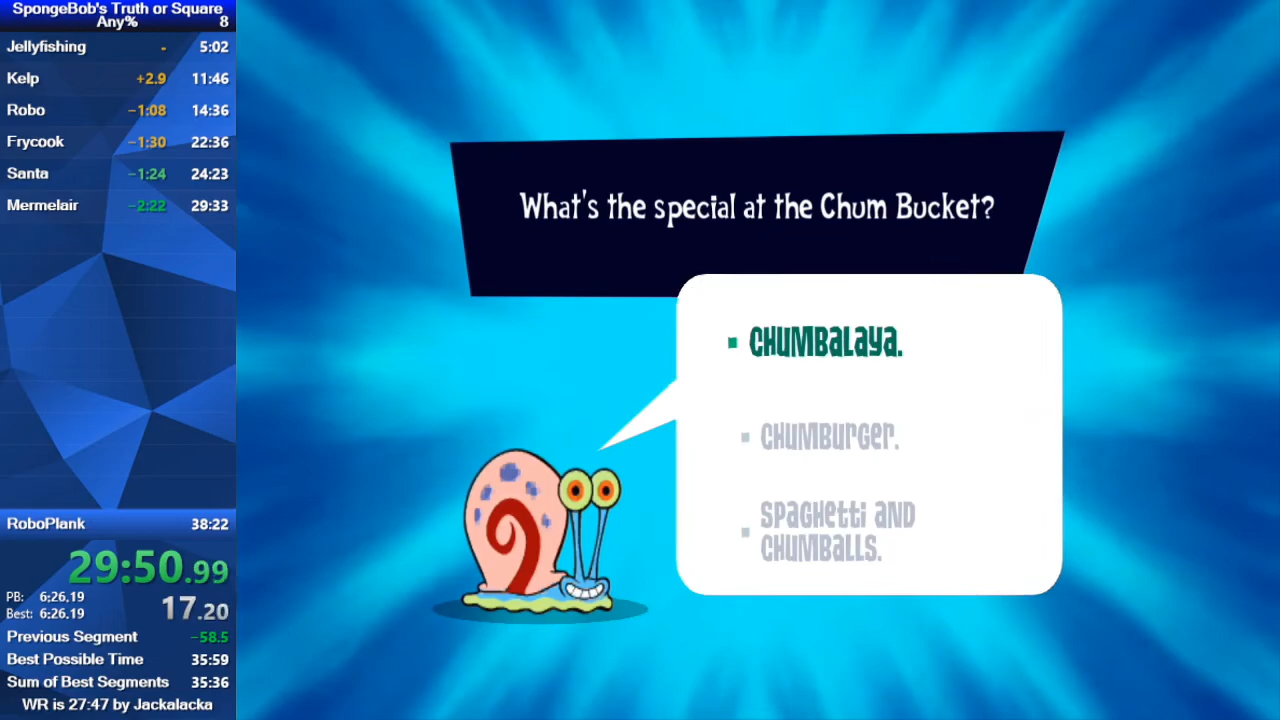 SpongeBob's Truth or Square
Any% 8
Jellyfishing - 5:02
Kelp +2.9 11:46
Robo −1:08 14:36
Frycook −1:30 22:36
Santa −1:24 24:23
Mermelair −2:22 29:33
RoboPlank 38:22
29:50.99
PB: 6:26.19
Best: 6:26.19
17.20
Previous Segment −58.5
Best Possible Time 35:59
Sum of Best Segments 35:36
WR is 27:47 by Jackalacka
What's the special at the Chum Bucket?
CHUMBALAYA.
CHUMBURGER.
SPAGHETTI AND
CHUMBALLS.